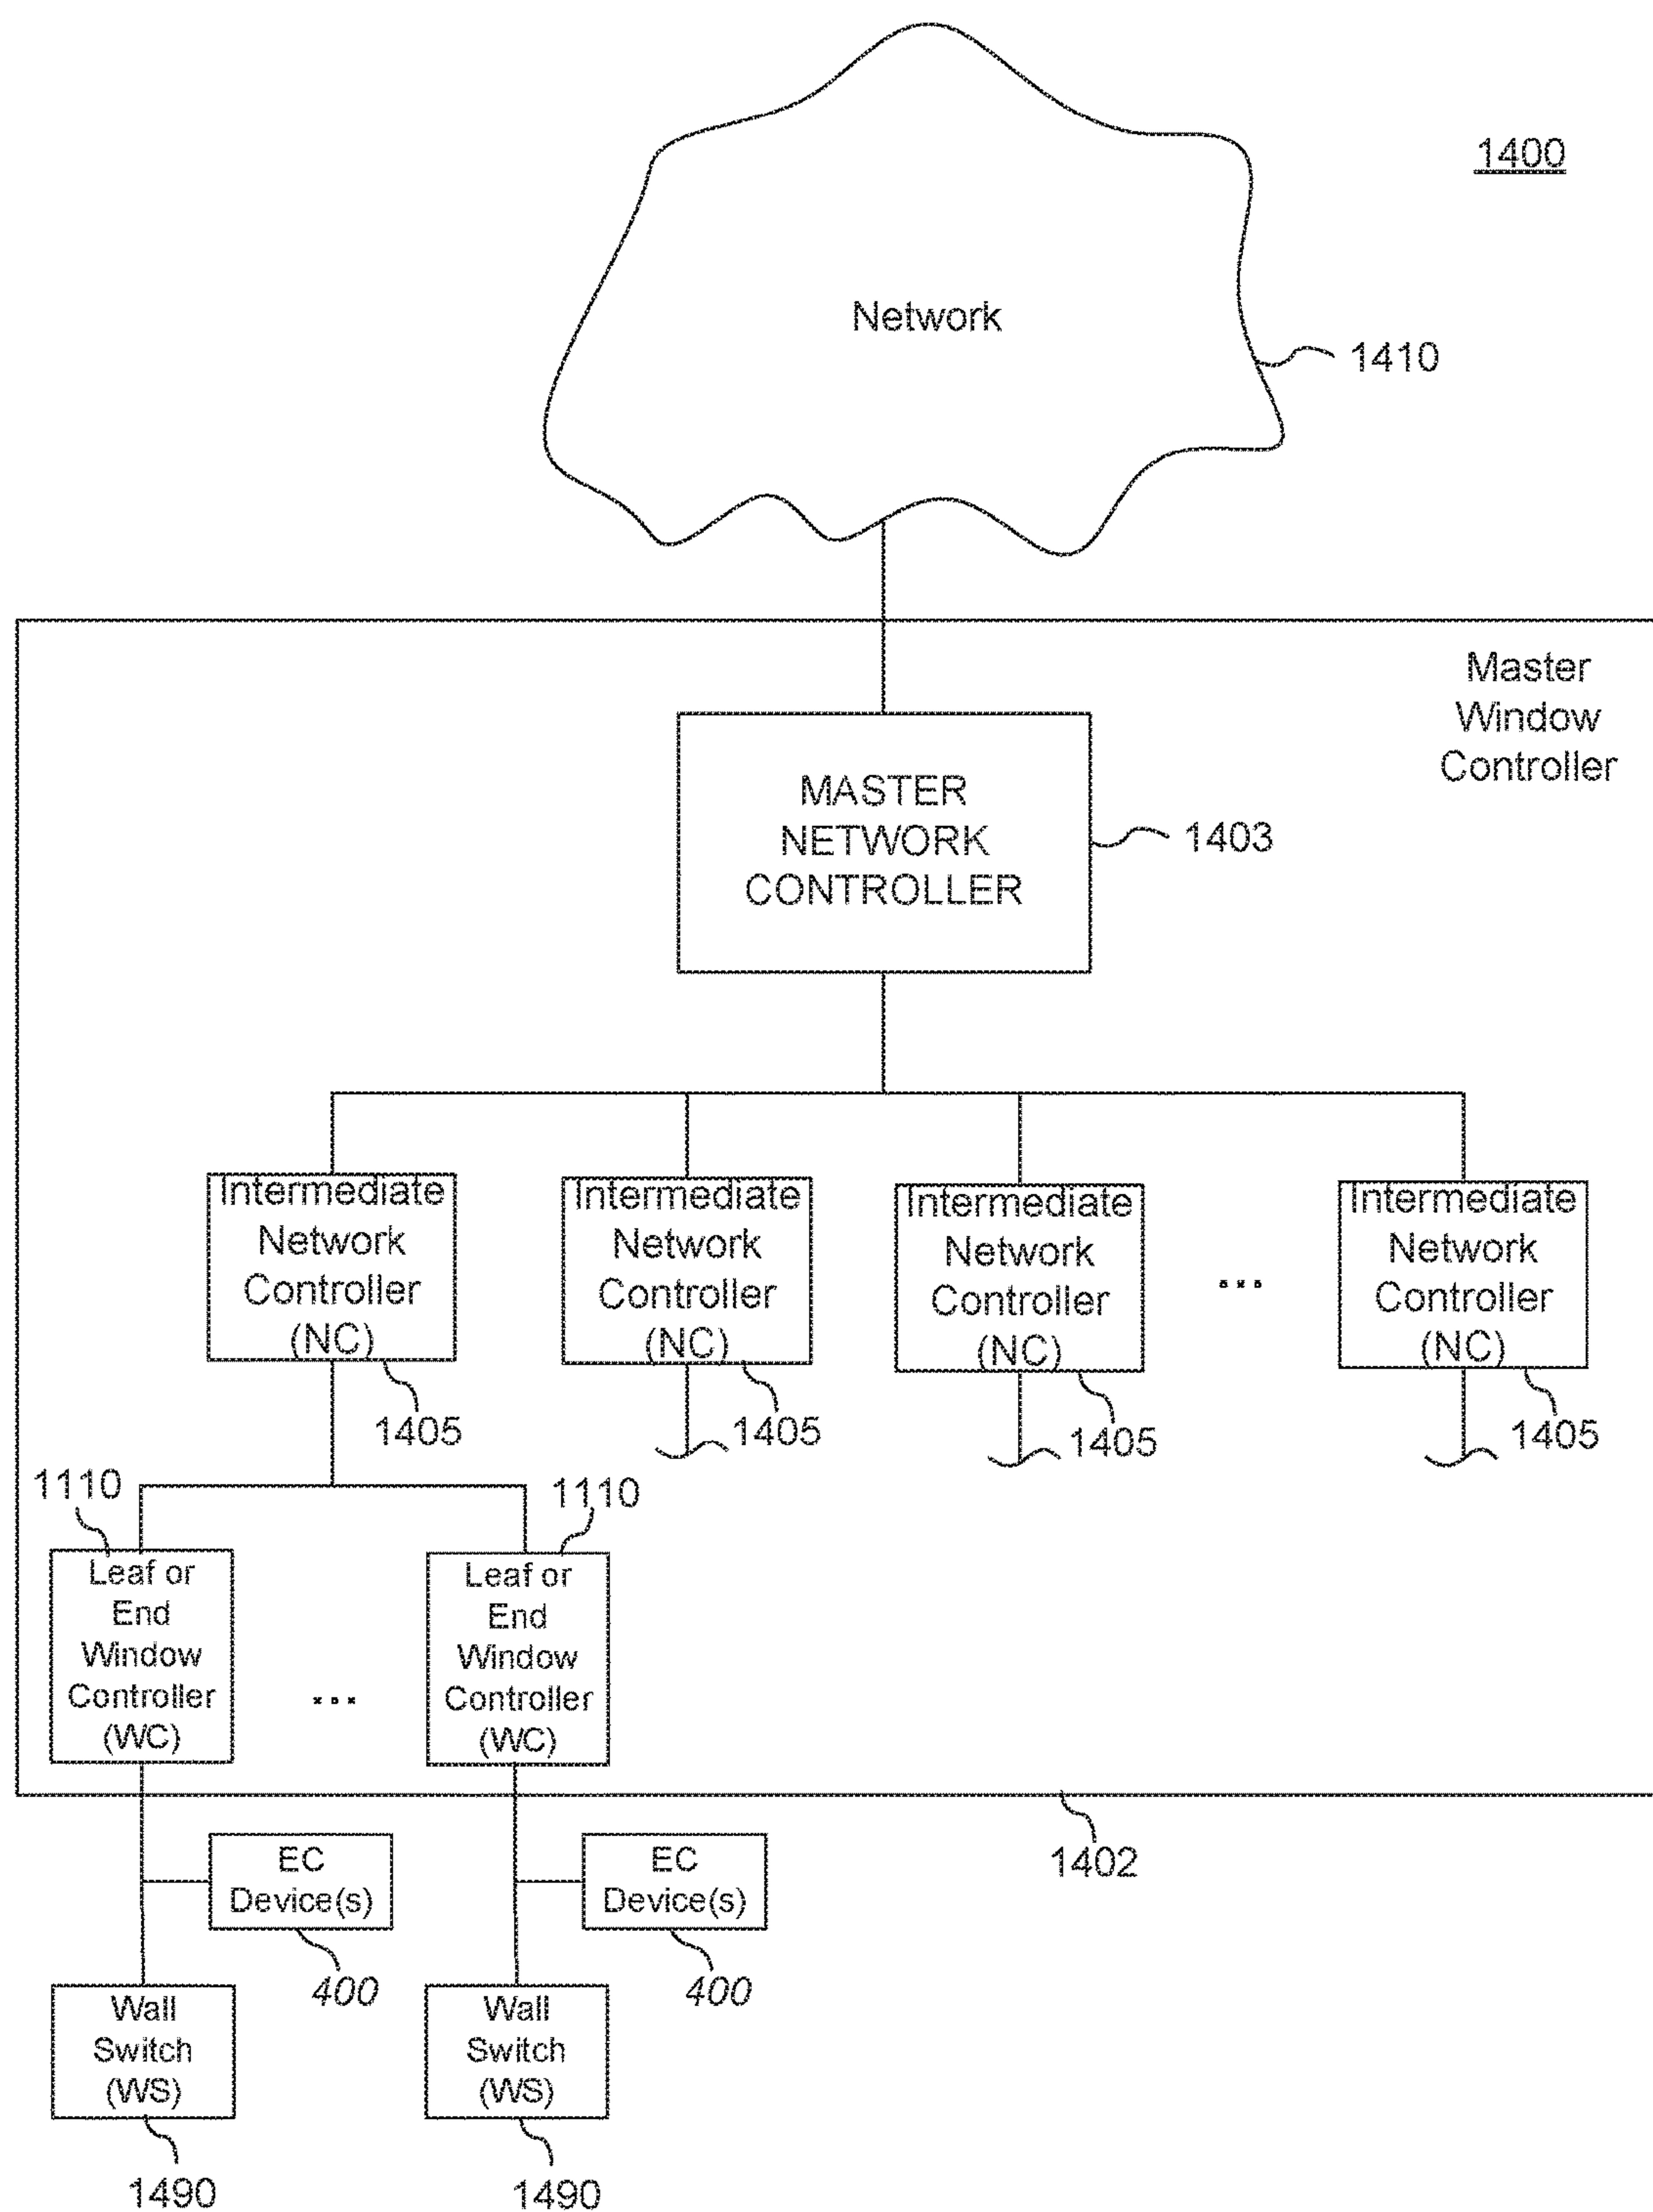 1400
Network
1410
Master
Window
Controller
MASTER
NETWORK
CONTROLLER
1403
Intermediate
Network
Controller
(NC)
1405
Intermediate
Network
Controller
(NC)
1405
Intermediate
Network
Controller
(NC)
1405
...
Intermediate
Network
Controller
(NC)
1405
1110
Leaf or
End
Window
Controller
(WC)
...
1110
Leaf or
End
Window
Controller
(WC)
1402
EC
Device(s)
400
EC
Device(s)
400
Wall
Switch
(WS)
1490
Wall
Switch
(WS)
1490